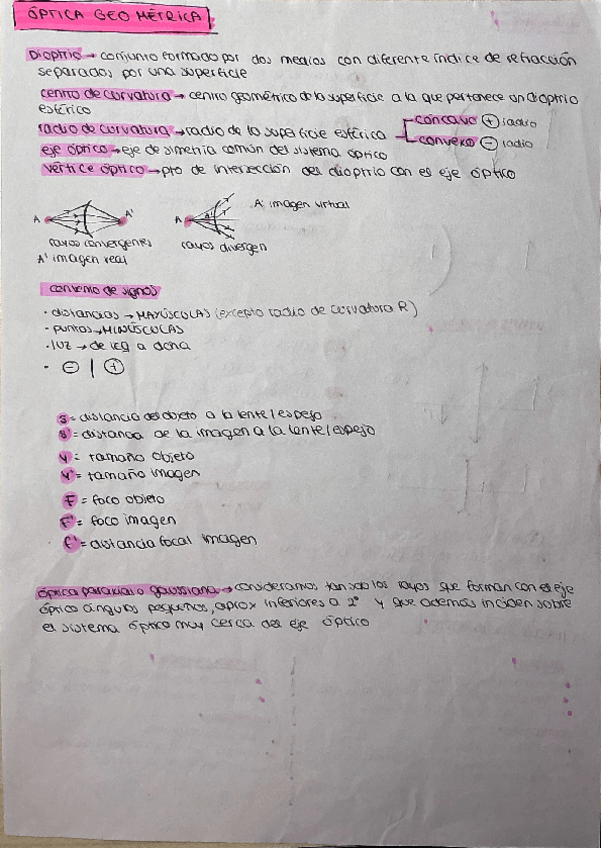 ÓPTICA GEOMÉTRICA
Dioptrio → conjunto formado por dos medios con diferente índice de refracción
separados por una superficie
centro de curvatura → centro geométrico de la superficie a la que pertenece un dioptrio
esférico
radio de curvatura → radio de la superficie esférica
concavo + radio
convexo - radio
eje óptico → eje de simetría común del sistema óptico
vértice óptico → pto de intersección del dioptrio con el eje óptico
A A'
rayos convergentes
A' imagen real
A A'
A' imagen virtual
rayos divergen
convenio de signos
· distancias → MAYÚSCULAS (excepto radio de curvatura R)
· puntos → MINÚSCULAS
· luz → de izq a dcha
· - | +
s = distancia del objeto a la lente/espejo
s' = distancia de la imagen a la lente/espejo
y = tamaño objeto
y' = tamaño imagen
F = foco objeto
F' = foco imagen
f' = distancia focal imagen
óptica paraxial o gaussiana → consideramos tan solo los rayos que forman con el eje
óptico ángulos pequeños, aprox inferiores a 2° y que además inciden sobre
el sistema óptico muy cerca del eje óptico